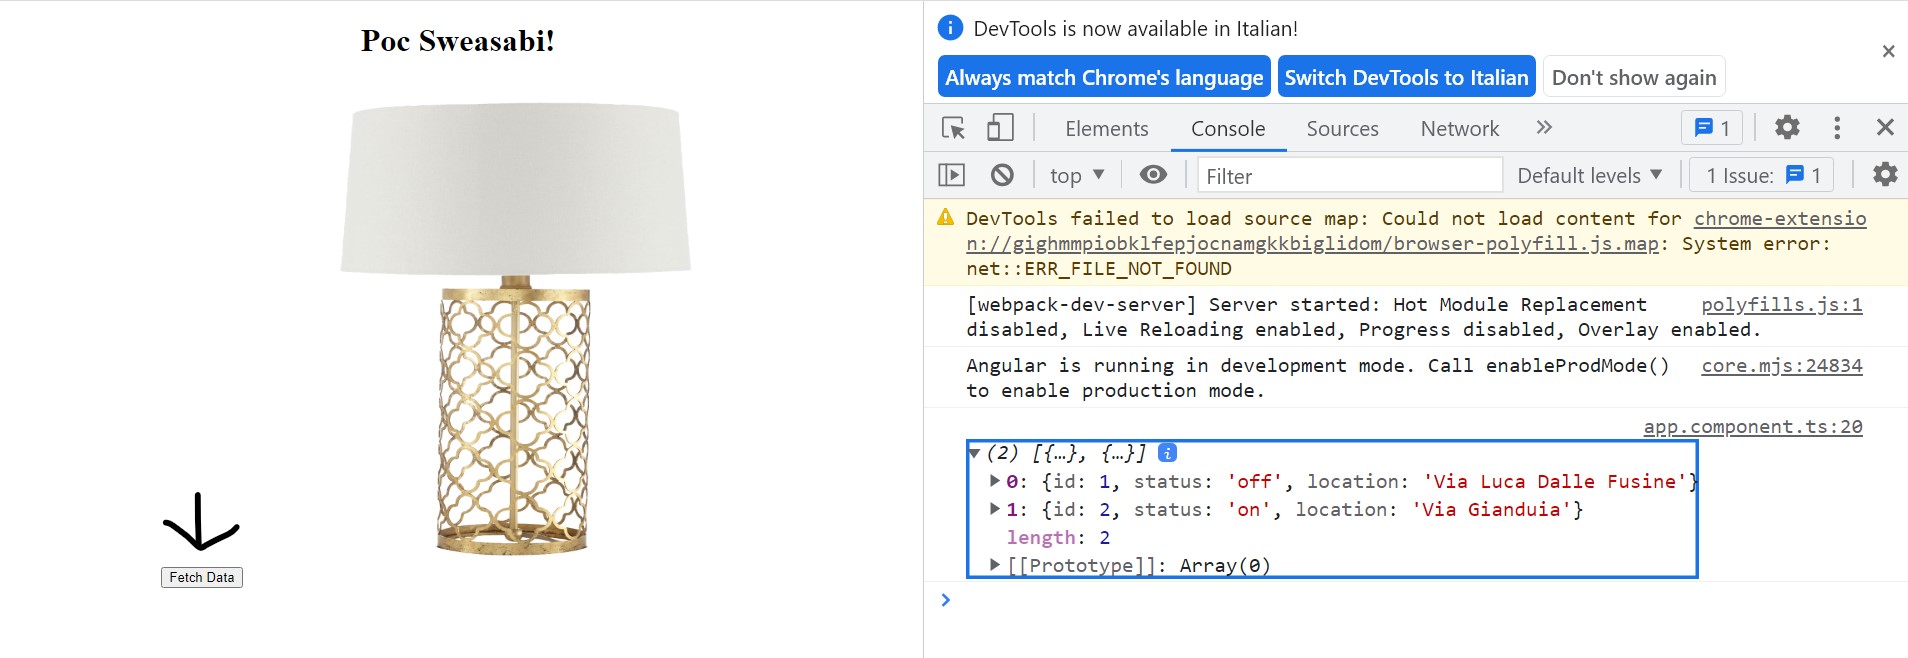 Poc Sweasabi!
Fetch Data
DevTools is now available in Italian!
Always match Chrome's language Switch DevTools to Italian Don't show again
Elements Console Sources Network 1
top Filter Default levels 1 Issue: 1
DevTools failed to load source map: Could not load content for chrome-extensio
n://gighmmpiobklfepjocnamgkkbiglidom/browser-polyfill.js.map: System error:
net::ERR_FILE_NOT_FOUND
[webpack-dev-server] Server started: Hot Module Replacement polyfills.js:1
disabled, Live Reloading enabled, Progress disabled, Overlay enabled.
Angular is running in development mode. Call enableProdMode() core.mjs:24834
to enable production mode.
app.component.ts:20
(2) [{…}, {…}]
0: {id: 1, status: 'off', location: 'Via Luca Dalle Fusine'}
1: {id: 2, status: 'on', location: 'Via Gianduia'}
length: 2
[[Prototype]]: Array(0)